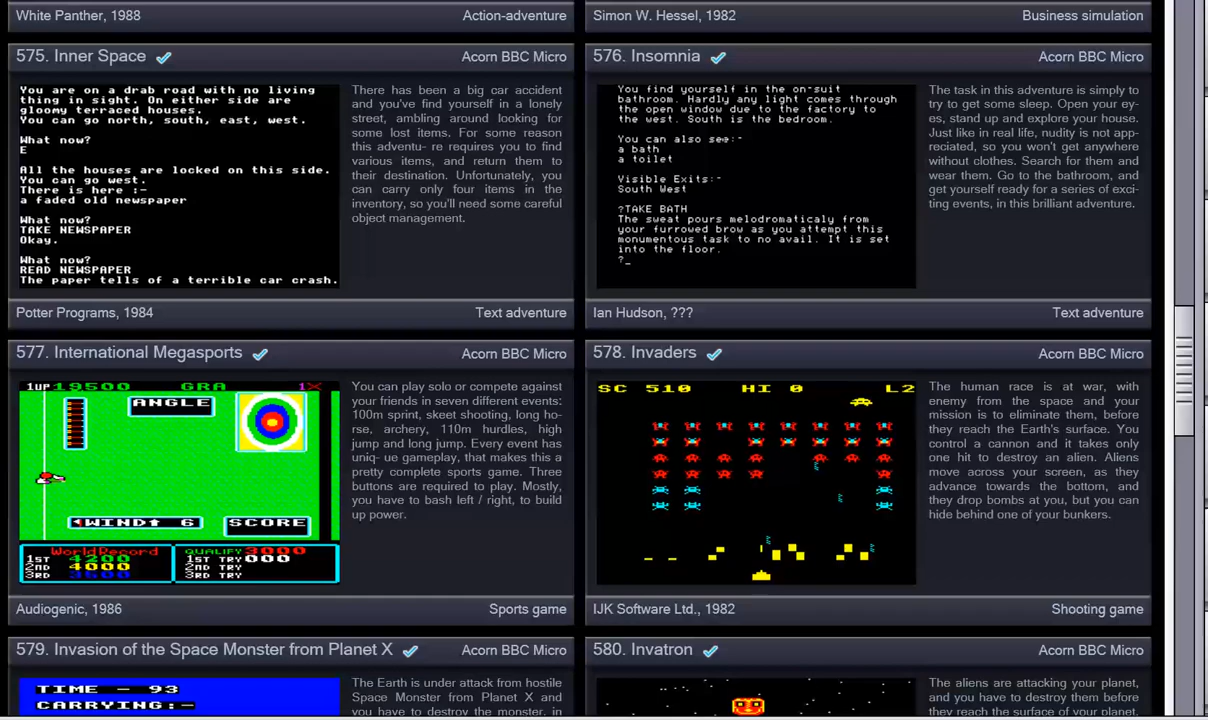 White Panther, 1988
Action-adventure
Simon W. Hessel, 1982
Business simulation
575. Inner Space
Acorn BBC Micro
You are on a drab road with no living
thing in sight. On either side are
gloomy terraced houses.
You can go north, south, east, west.
What now?
E
All the houses are locked on this side.
You can go west.
There is here :-
a faded old newspaper
What now?
TAKE NEWSPAPER
Okay.
What now?
READ NEWSPAPER
The paper tells of a terrible car crash.
There has been a big car accident
and you've find yourself in a lonely
street, ambling around looking for
some lost items. For some reason
this adventu- re requires you to find
various items, and return them to
their destination. Unfortunately, you
can carry only four items in the
inventory, so you'll need some careful
object management.
Potter Programs, 1984
Text adventure
576. Insomnia
Acorn BBC Micro
You find yourself in the on-suit
bathroom. Hardly any light comes through
the open window due to the factory to
the west. South is the bedroom.
You can also see:-
a bath
a toilet
Visible Exits:-
South West
?TAKE BATH
The sweat pours melodromaticaly from
your furrowed brow as you attempt this
monumentous task to no avail. It is set
into the floor.
?_
The task in this adventure is simply to
try to get some sleep. Open your ey-
es, stand up and explore your house.
Just like in real life, nudity is not app-
reciated, so you won't get anywhere
without clothes. Search for them and
wear them. Go to the bathroom, and
get yourself ready for a series of exci-
ting events, in this brilliant adventure.
Ian Hudson, ???
Text adventure
577. International Megasports
Acorn BBC Micro
1UP 19500 GRA 1X
ANGLE
WIND↑ 6
SCORE
WorldRecord
1ST 4200
2ND 4000
3RD 3600
QUALIFY 3000
1ST TRY 000
2ND TRY
3RD TRY
You can play solo or compete against
your friends in seven different events:
100m sprint, skeet shooting, long ho-
rse, archery, 110m hurdles, high
jump and long jump. Every event has
uniq- ue gameplay, that makes this a
pretty complete sports game. Three
buttons are required to play. Mostly,
you have to bash left / right, to build
up power.
Audiogenic, 1986
Sports game
578. Invaders
Acorn BBC Micro
SC 510 HI 0 L2
The human race is at war, with
enemy from the space and your
mission is to eliminate them, before
they reach the Earth's surface. You
control a cannon and it takes only
one hit to destroy an alien. Aliens
move across your screen, as they
advance towards the bottom, and
they drop bombs at you, but you can
hide behind one of your bunkers.
IJK Software Ltd., 1982
Shooting game
579. Invasion of the Space Monster from Planet X
Acorn BBC Micro
TIME - 93
CARRYING:-
The Earth is under attack from hostile
Space Monster from Planet X and
you have to destroy the monster, in
580. Invatron
Acorn BBC Micro
The aliens are attacking your planet,
and you have to destroy them before
they reach the surface of your planet,